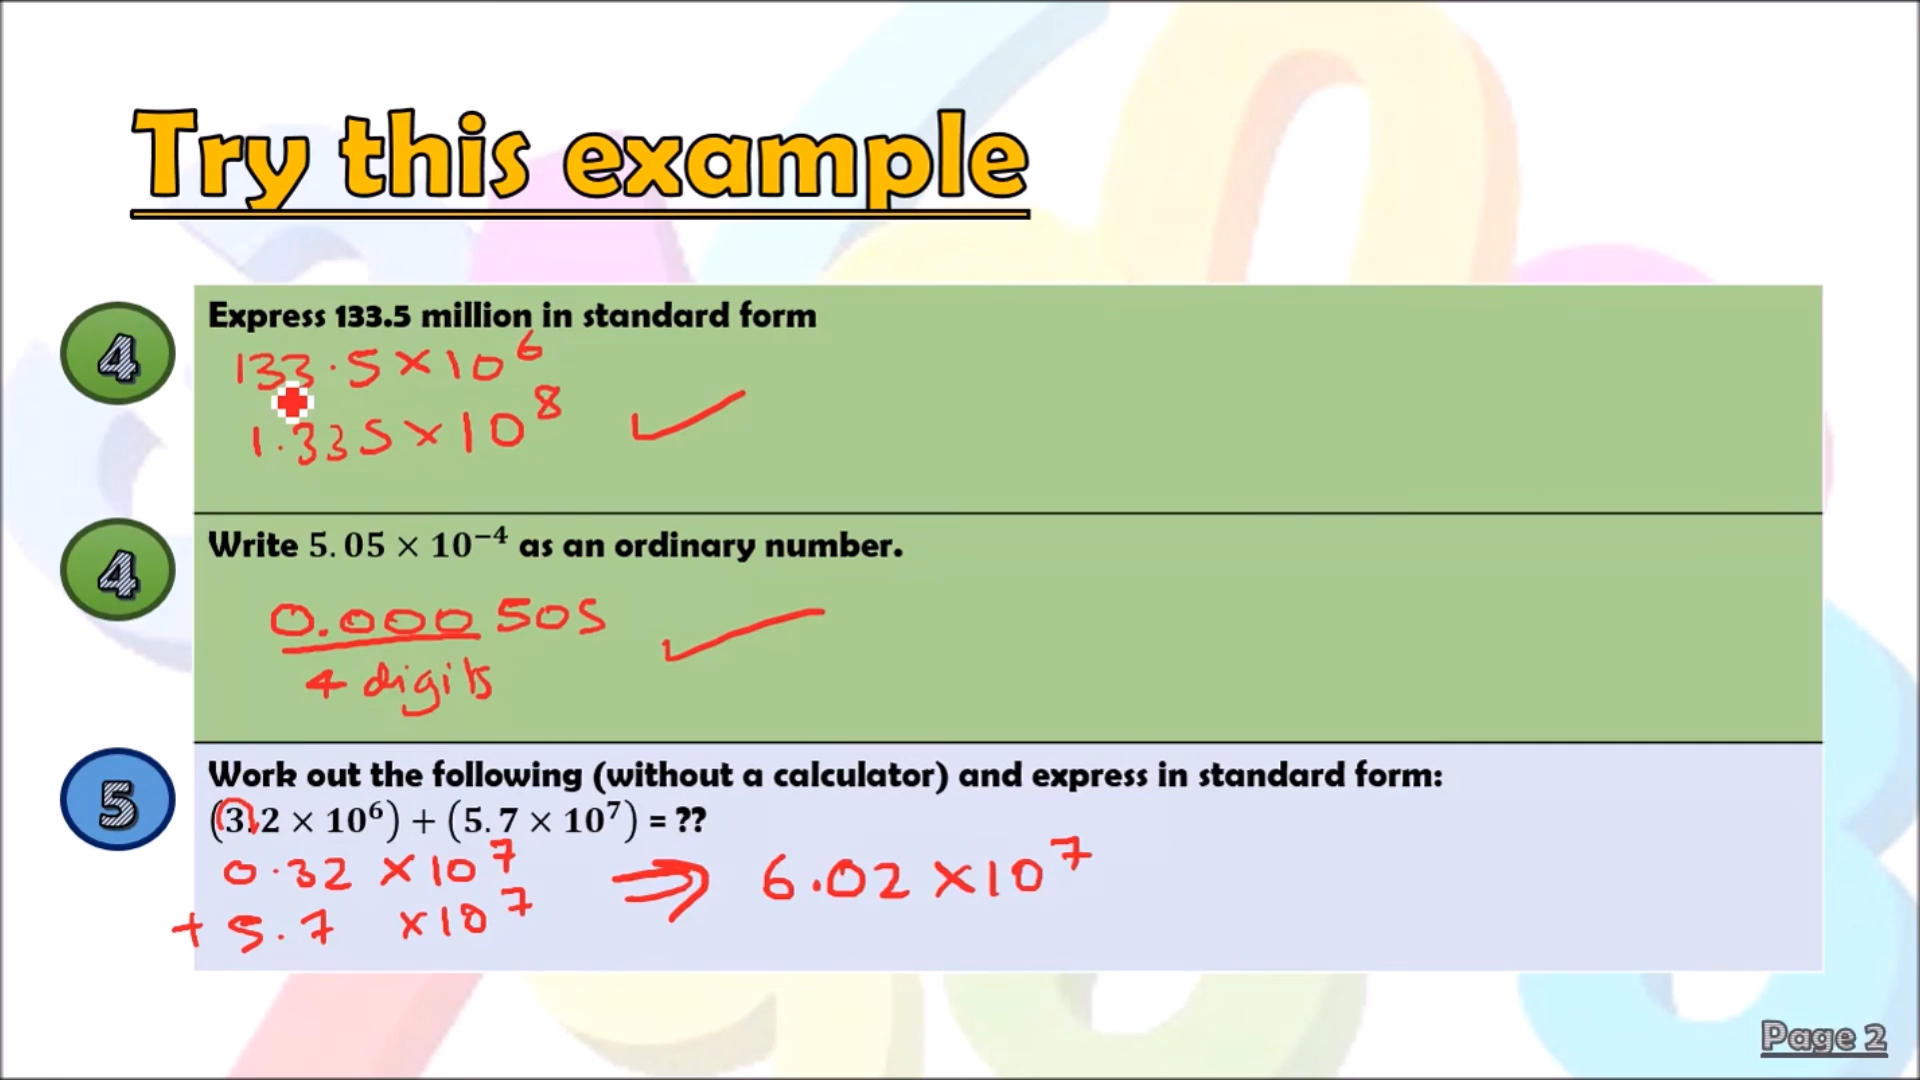 Try this example
4
Express 133.5 million in standard form
133.5 × 10⁶
1.335 × 10⁸
4
Write 5.05 × 10⁻⁴ as an ordinary number.
0.000505
4 digits
5
Work out the following (without a calculator) and express in standard form:
(3.2 × 10⁶) + (5.7 × 10⁷) = ??
0.32 × 10⁷ ⇒ 6.02 × 10⁷
+ 5.7 × 10⁷
Page 2